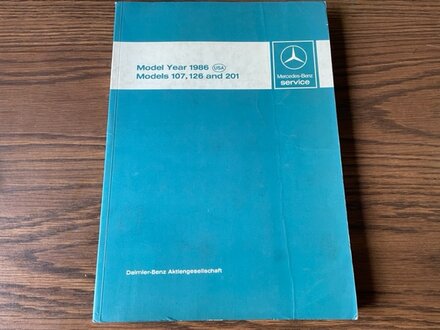 Model Year 1986 USA
Models 107, 126 and 201
Mercedes-Benz
service
Daimler-Benz Aktiengesellschaft